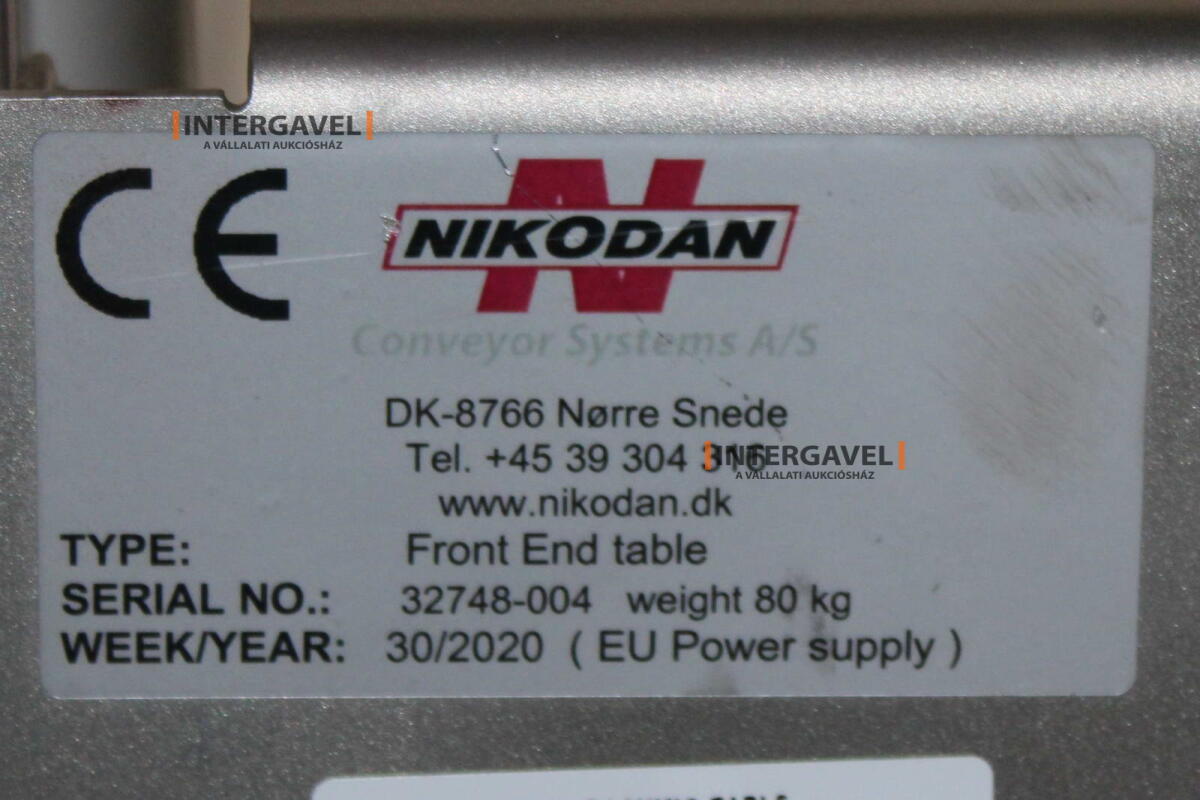 INTERGAVEL
A VÁLLALATI AUKCIÓSHÁZ
CE
NIKODAN
Conveyor Systems A/S
DK-8766 Nørre Snede
Tel. +45 39 304 316
INTERGAVEL
A VÁLLALATI AUKCIÓSHÁZ
www.nikodan.dk
TYPE: Front End table
SERIAL NO.: 32748-004 weight 80 kg
WEEK/YEAR: 30/2020 ( EU Power supply )